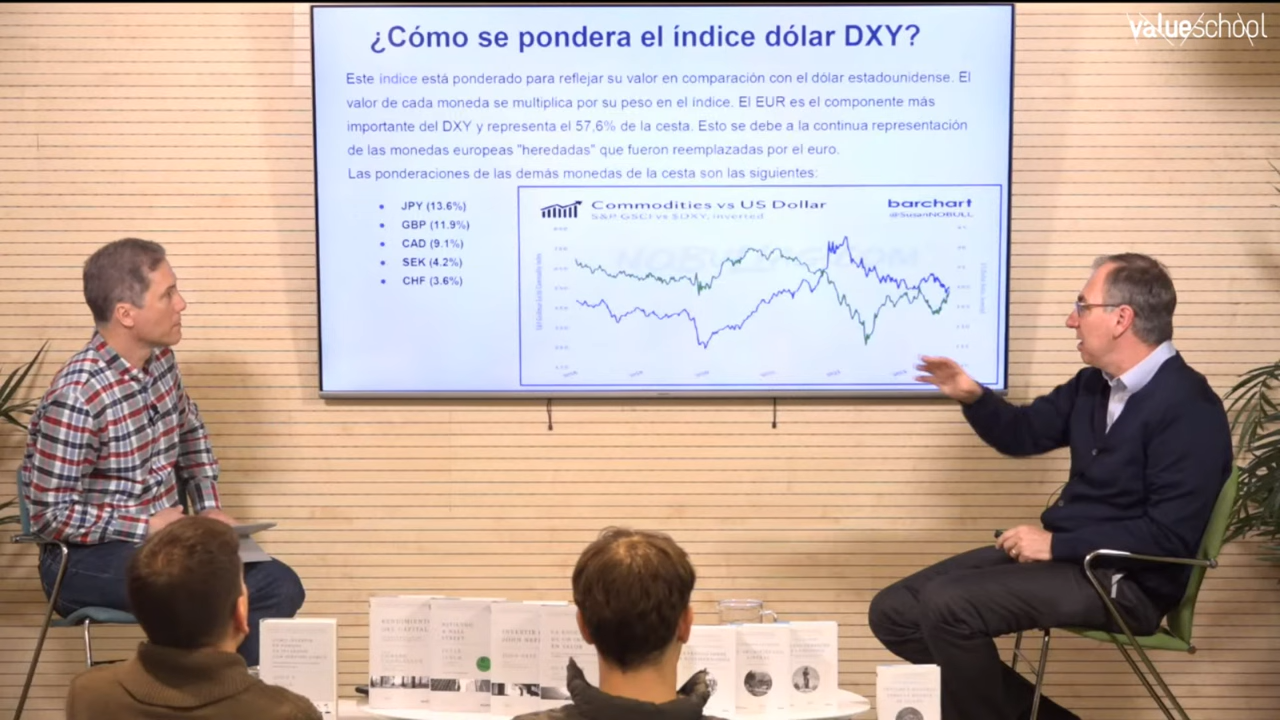 valueschool
¿Cómo se pondera el índice dólar DXY?
Este índice está ponderado para reflejar su valor en comparación con el dólar estadounidense. El
valor de cada moneda se multiplica por su peso en el índice. El EUR es el componente más
importante del DXY y representa el 57,6% de la cesta. Esto se debe a la continua representación
de las monedas europeas "heredadas" que fueron reemplazadas por el euro.
Las ponderaciones de las demás monedas de la cesta son las siguientes:
• JPY (13.6%)
• GBP (11.9%)
• CAD (9.1%)
• SEK (4.2%)
• CHF (3.6%)
Commodities vs US Dollar
S&P GSCI vs $DXY, inverted
barchart
@SusanNOBULL